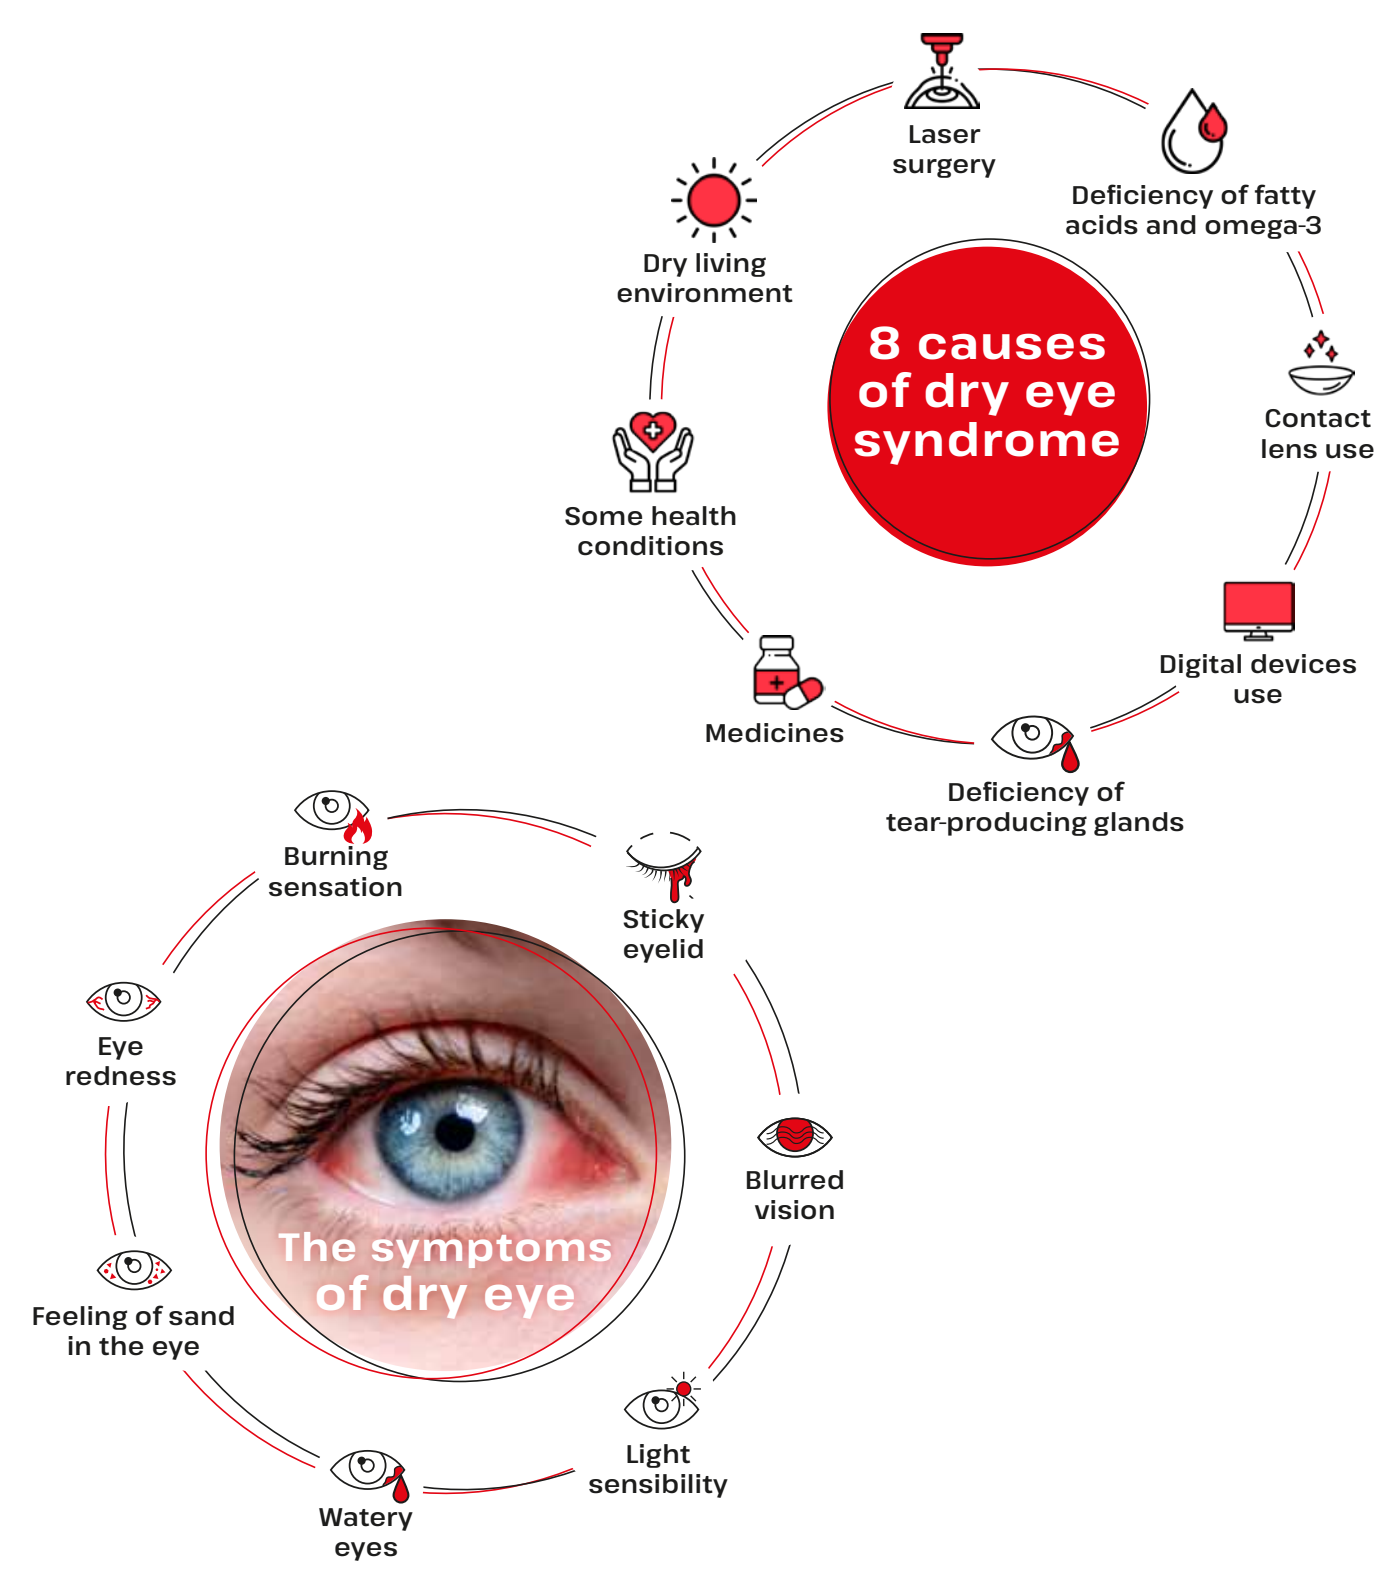 8 causes
of dry eye
syndrome
Laser
surgery
Deficiency of fatty
acids and omega-3
Contact
lens use
Digital devices
use
Deficiency of
tear-producing glands
Medicines
Some health
conditions
Dry living
environment
The symptoms
of dry eye
Burning
sensation
Sticky
eyelid
Blurred
vision
Light
sensibility
Watery
eyes
Feeling of sand
in the eye
Eye
redness